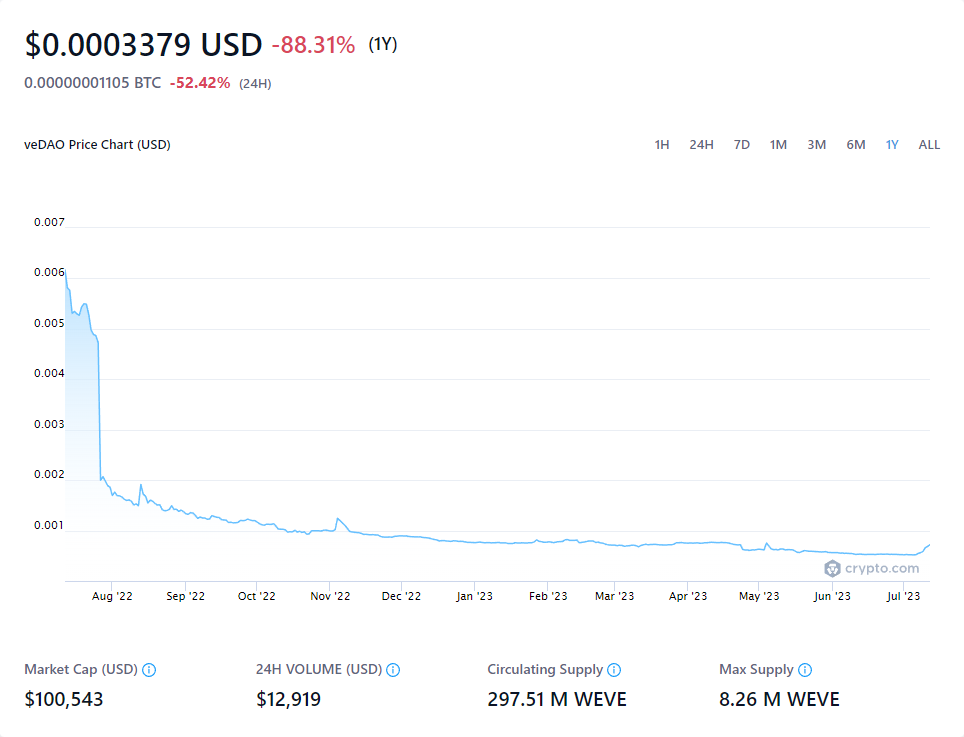 $0.0003379 USD -88.31% (1Y)
0.00000001105 BTC -52.42% (24H)
veDAO Price Chart (USD) 1H 24H 7D 1M 3M 6M 1Y ALL
0.007
0.006
0.005
0.004
0.003
0.002
0.001
crypto.com
Aug '22 Sep '22 Oct '22 Nov '22 Dec '22 Jan '23 Feb '23 Mar '23 Apr '23 May '23 Jun '23 Jul '23
Market Cap (USD) 24H VOLUME (USD) Circulating Supply Max Supply
$100,543 $12,919 297.51 M WEVE 8.26 M WEVE